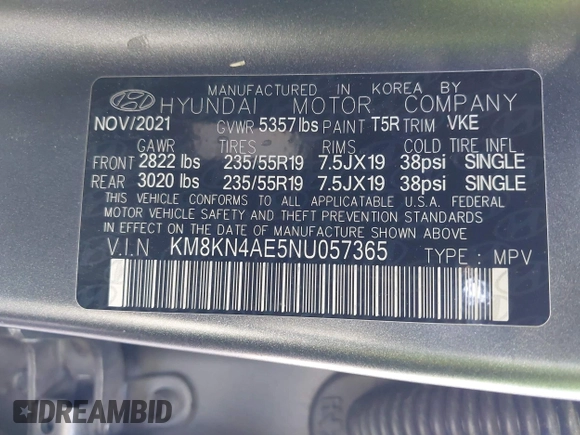 MANUFACTURED IN KOREA BY
HYUNDAI MOTOR COMPANY
NOV/2021 GVWR 5357 lbs PAINT T5R TRIM VKE
GAWR TIRES RIMS COLD TIRE INFL
FRONT 2822 lbs 235/55R19 7.5JX19 38psi SINGLE
REAR 3020 lbs 235/55R19 7.5JX19 38psi SINGLE
THIS VEHICLE CONFORMS TO ALL APPLICATABLE U.S.A. FEDERAL
MOTOR VEHICLE SAFETY AND THEFT PREVENTION STANDARDS
IN EFFECT ON THE DATE OF MANUFACTURE SHOWN ABOVE
V.I.N KM8KN4AE5NU057365 TYPE : MPV
DREAMBID